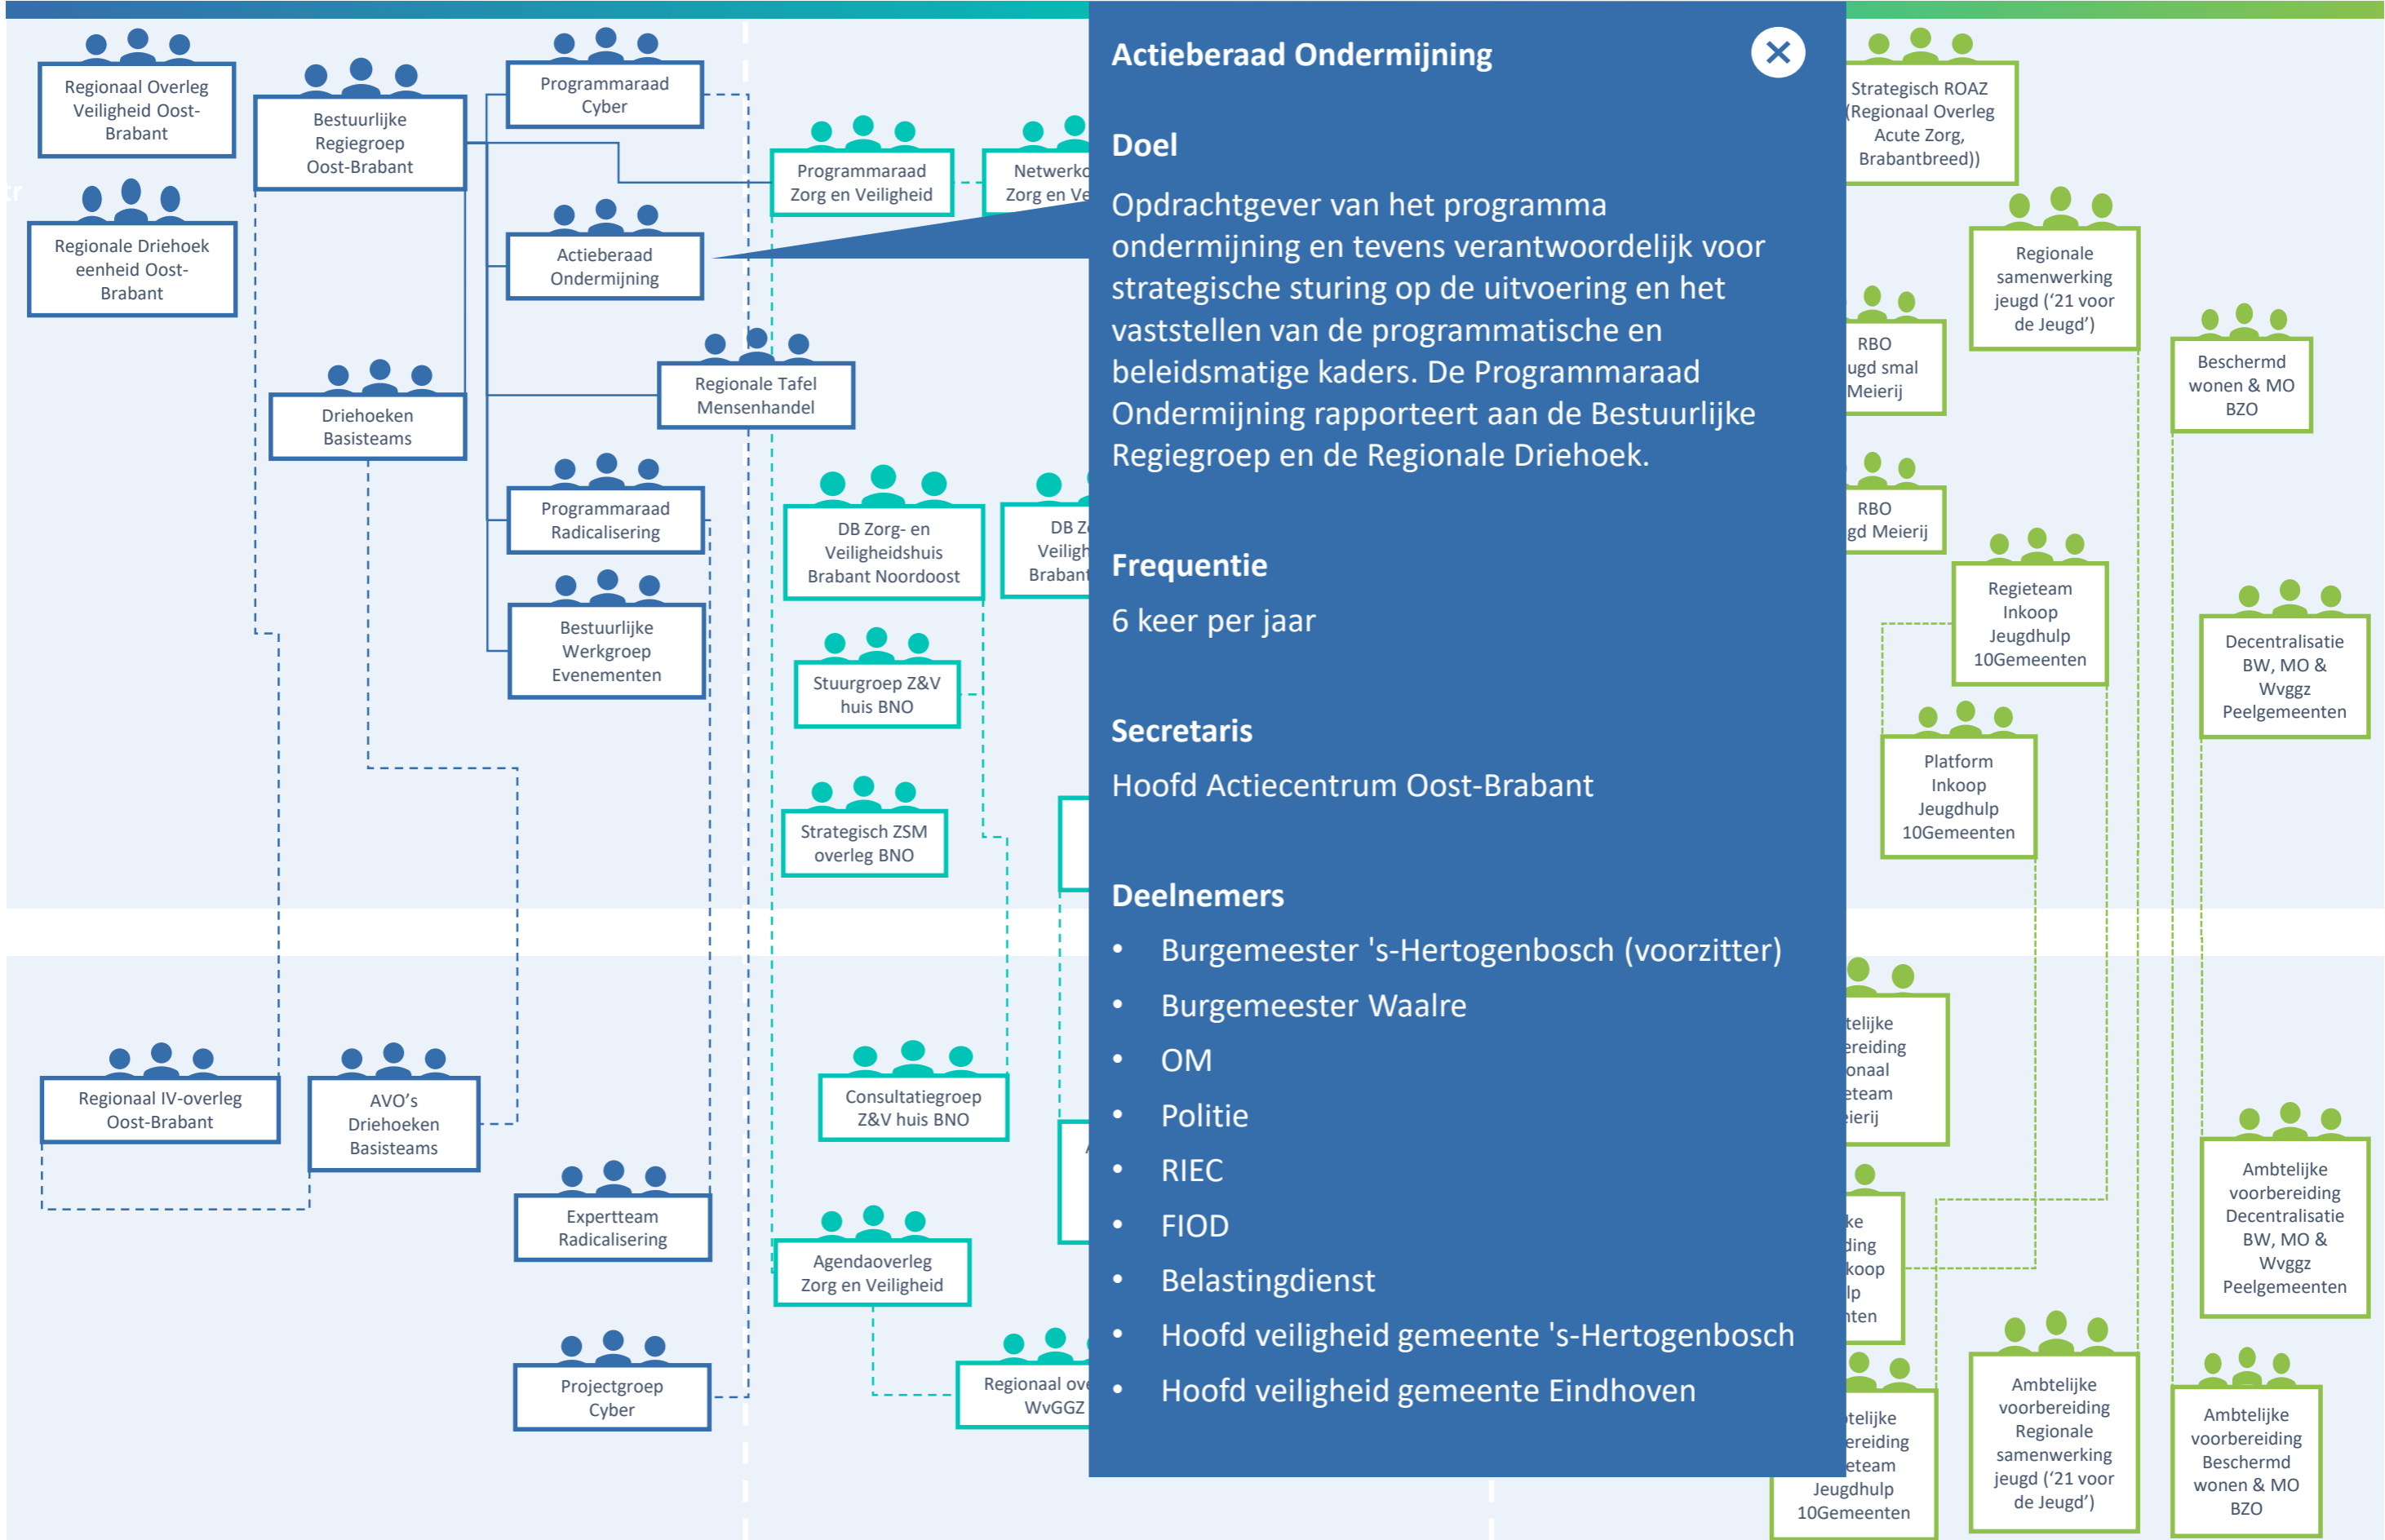 Regionaal Overleg
Veiligheid Oost-
Brabant
Bestuurlijke
Regiegroep
Oost-Brabant
Programmaraad
Cyber
Regionale Driehoek
eenheid Oost-
Brabant
Actieberaad
Ondermijning
Driehoeken
Basisteams
Regionale Tafel
Mensenhandel
Programmaraad
Radicalisering
Bestuurlijke
Werkgroep
Evenementen
Regionaal IV-overleg
Oost-Brabant
AVO's
Driehoeken
Basisteams
Expertteam
Radicalisering
Projectgroep
Cyber
Programmaraad
Zorg en Veiligheid
Zorg en
DB Zorg- en
Veiligheidshuis
Brabant Noordoost
DB
Brabant
Stuurgroep Z&V
huis BNO
Strategisch ZSM
overleg BNO
Consultatiegroep
Z&V huis BNO
Agendaoverleg
Zorg en Veiligheid
Regionaal
WvGGZ
Actieberaad Ondermijning
Doel
Opdrachtgever van het programma
ondermijning en tevens verantwoordelijk voor
strategische sturing op de uitvoering en het
vaststellen van de programmatische en
beleidsmatige kaders. De Programmaraad
Ondermijning rapporteert aan de Bestuurlijke
Regiegroep en de Regionale Driehoek.
Frequentie
6 keer per jaar
Secretaris
Hoofd Actiecentrum Oost-Brabant
Deelnemers
• Burgemeester 's-Hertogenbosch (voorzitter)
• Burgemeester Waalre
• OM
• Politie
• RIEC
• FIOD
• Belastingdienst
• Hoofd veiligheid gemeente 's-Hertogenbosch
• Hoofd veiligheid gemeente Eindhoven
Strategisch ROAZ
(Regionaal Overleg
Acute Zorg,
Brabantbreed))
Regionale
samenwerking
jeugd ('21 voor
de Jeugd')
RBO
smal
Meierij
Beschermd
wonen & MO
BZO
RBO
Meierij
Regieteam
Inkoop
Jeugdhulp
10Gemeenten
Decentralisatie
BW, MO &
Wvggz
Peelgemeenten
Platform
Inkoop
Jeugdhulp
10Gemeenten
Ambtelijke
voorbereiding
Decentralisatie
BW, MO &
Wvggz
Peelgemeenten
Jeugdhulp
10Gemeenten
Ambtelijke
voorbereiding
Regionale
samenwerking
jeugd ('21 voor
de Jeugd')
Ambtelijke
voorbereiding
Beschermd
wonen & MO
BZO